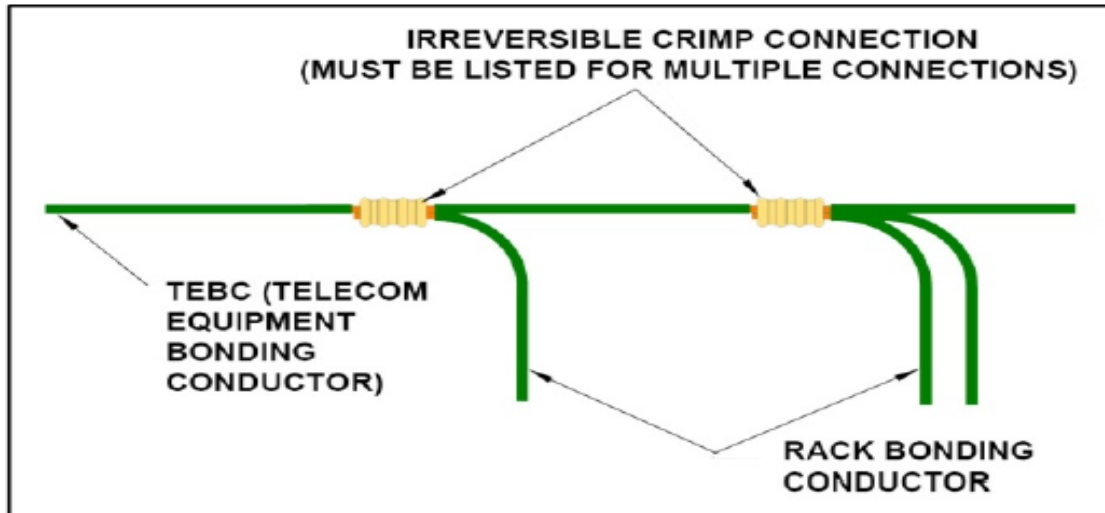 IRREVERSIBLE CRIMP CONNECTION
(MUST BE LISTED FOR MULTIPLE CONNECTIONS)
TEBC (TELECOM
EQUIPMENT
BONDING
CONDUCTOR)
RACK BONDING
CONDUCTOR